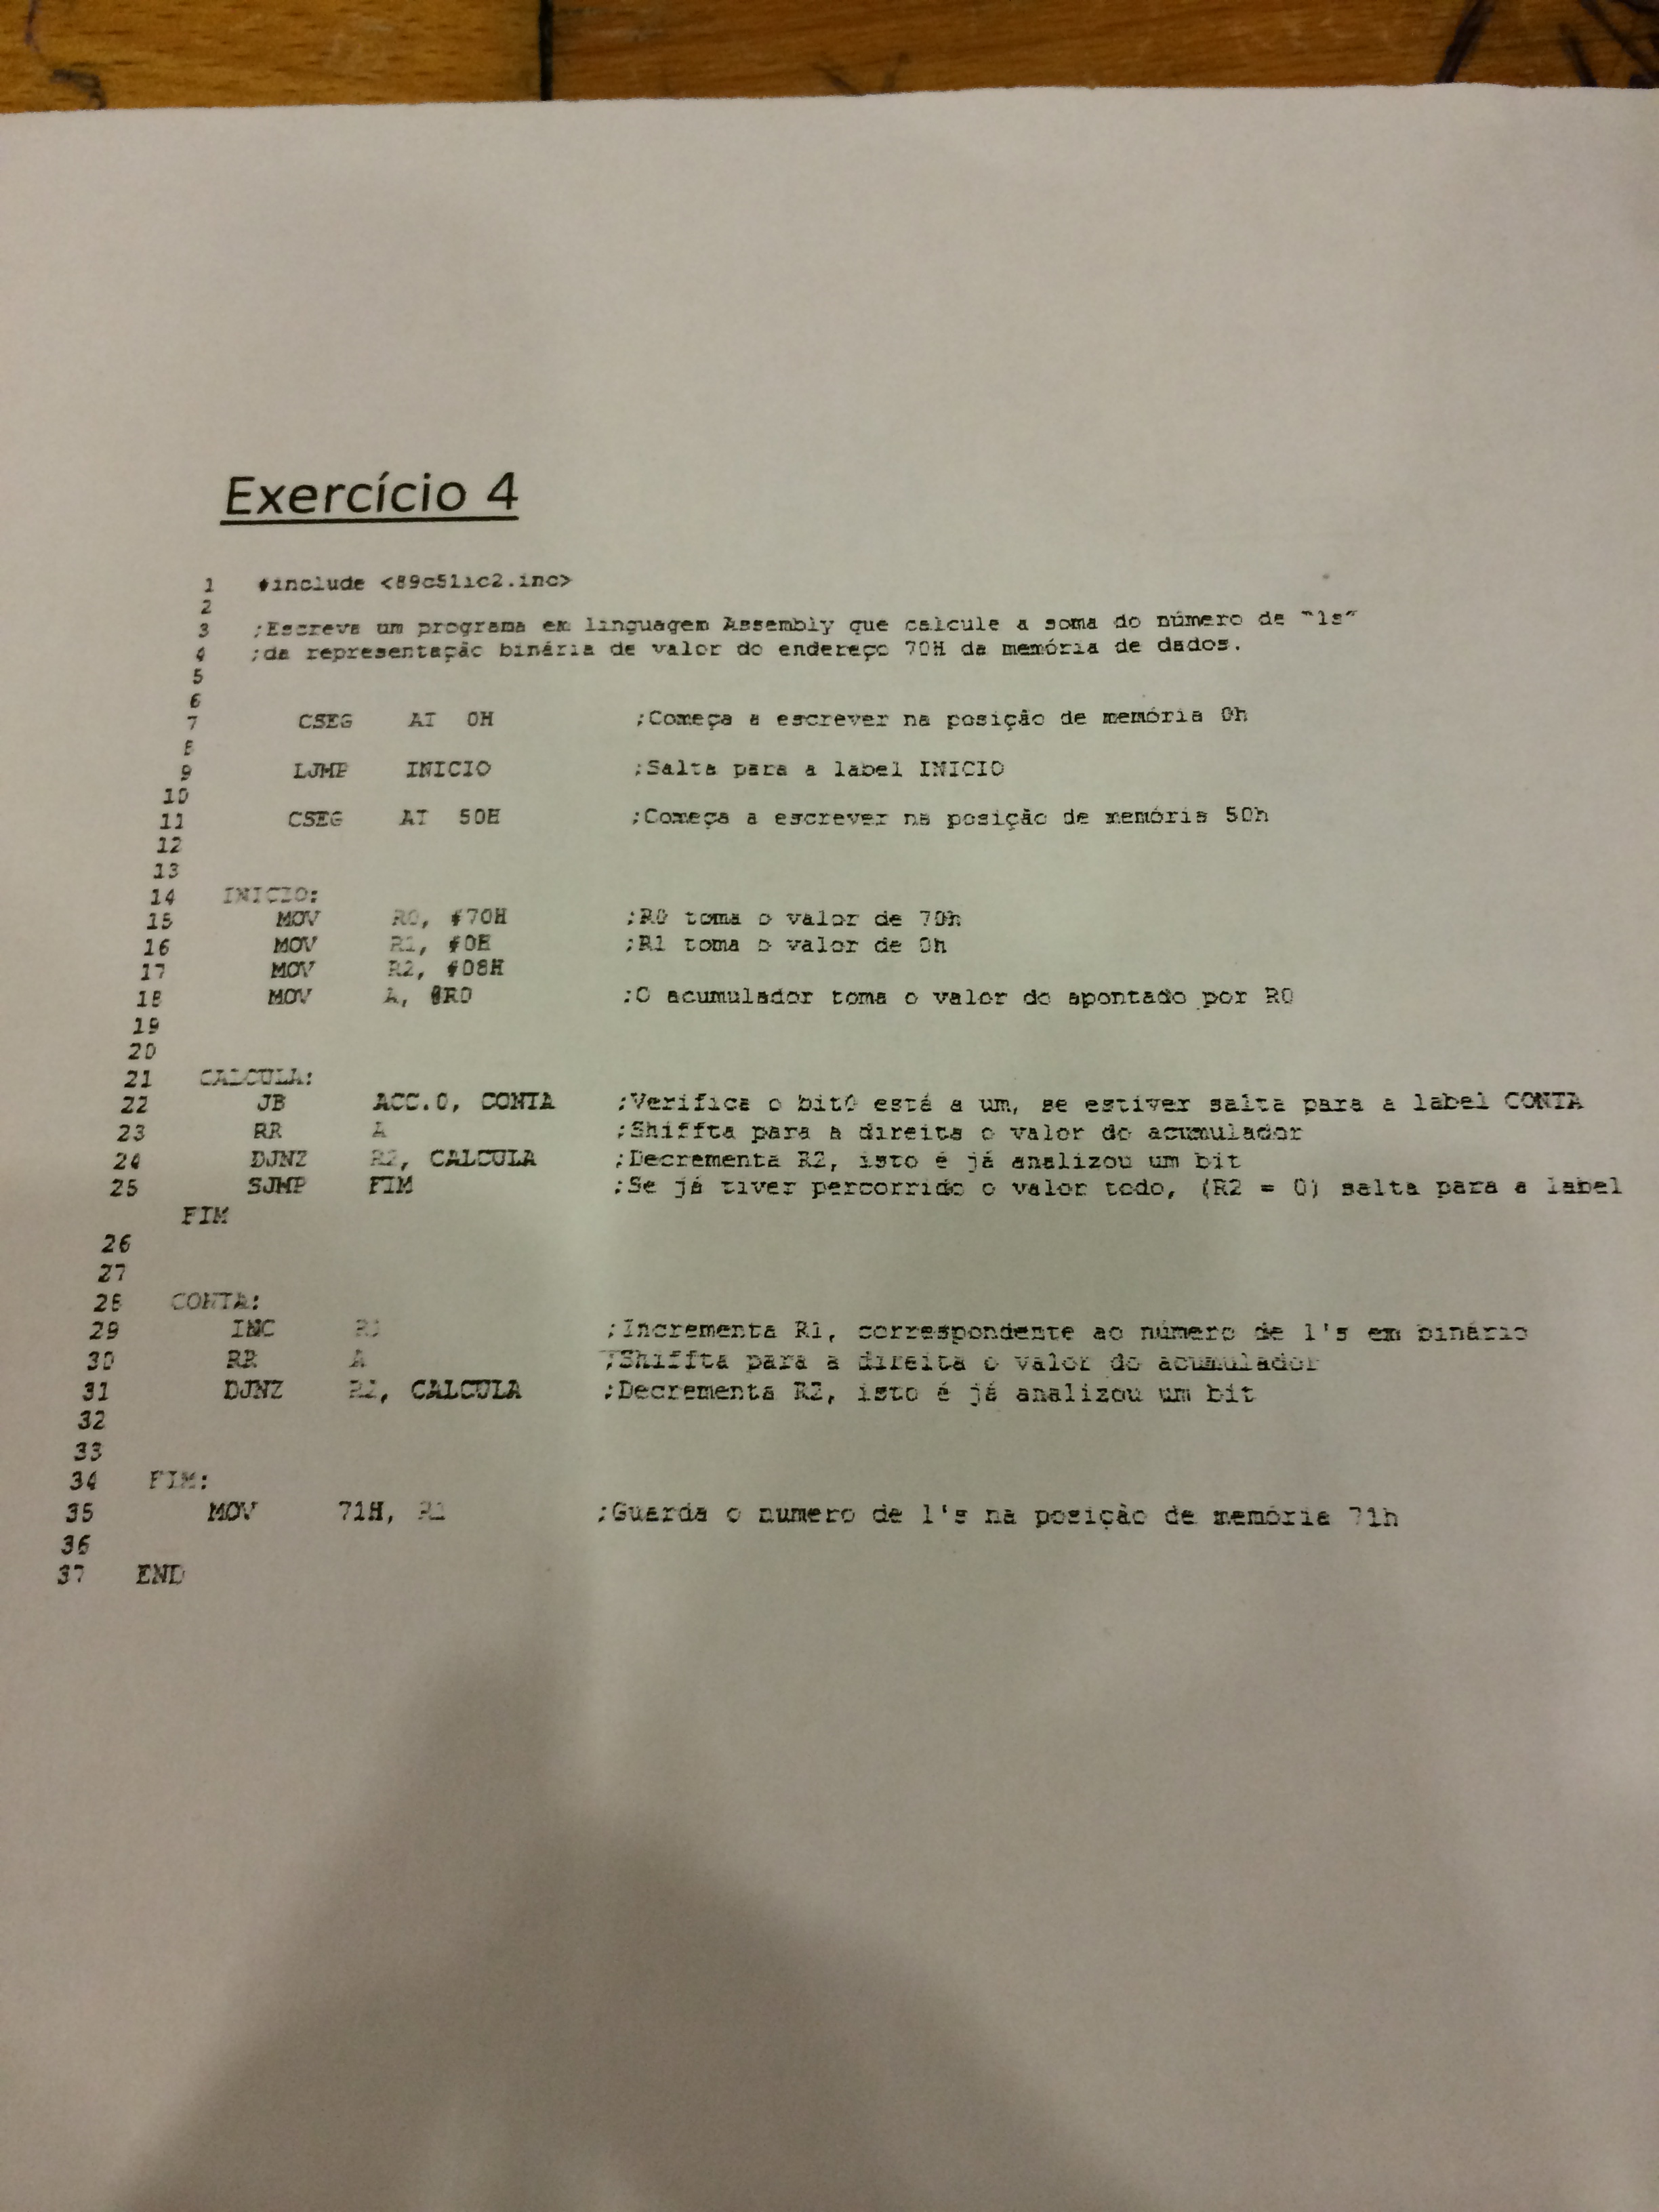 Exercício 4
1 #include <89c51ic2.inc>
2
3 ;Escreva um programa em linguagem Assembly que calcule a soma do número de "1s"
4 ;da representação binária de valor do endereço 70H da memória de dados.
5
6
7 CSEG AT 0H ;Começa a escrever na posição de memória 0h
8
9 LJMP INICIO ;Salta para a label INICIO
10
11 CSEG AT 50H ;Começa a escrever na posição de memória 50h
12
13
14 INICIO:
15 MOV R0, #70H ;R0 toma o valor de 70h
16 MOV R1, #0H ;R1 toma o valor de 0h
17 MOV R2, #08H
18 MOV A, @R0 ;O acumulador toma o valor do apontado por R0
19
20
21 CALCULA:
22 JB ACC.0, CONTA ;Verifica o bit0 está a um, se estiver salta para a label CONTA
23 RR A ;Shiffta para a direita o valor do acumulador
24 DJNZ R2, CALCULA ;Decrementa R2, isto é já analizou um bit
25 SJMP FIM ;Se já tiver percorrido o valor todo, (R2 = 0) salta para a label
FIM
26
27
28 CONTA:
29 INC R1 ;Incrementa R1, correspondente ao número de 1's em binário
30 RR A ;Shiffta para a direita o valor do acumulador
31 DJNZ R2, CALCULA ;Decrementa R2, isto é já analizou um bit
32
33
34 FIM:
35 MOV 71H, R1 ;Guarda o numero de 1's na posição de memória 71h
36
37 END